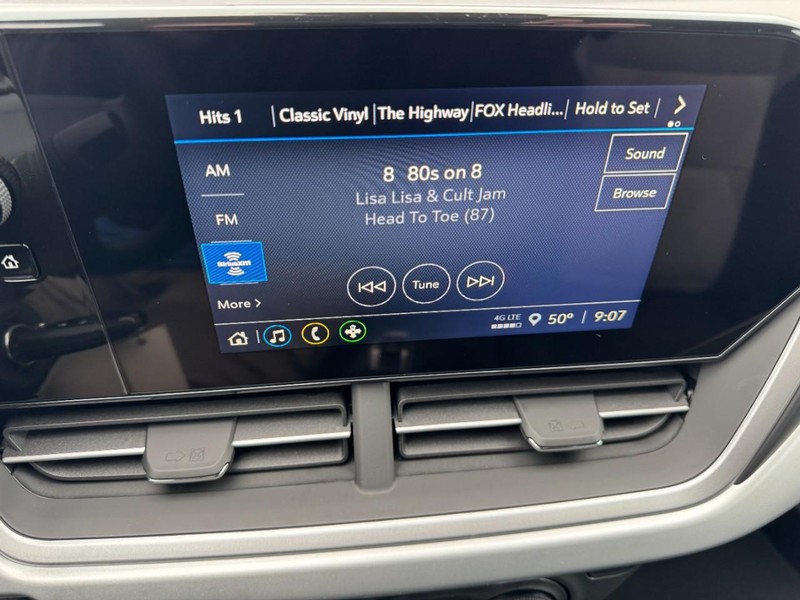 Hits 1 | Classic Vinyl | The Highway | FOX Headli... | Hold to Set | >
AM
8 80s on 8
Sound
Lisa Lisa & Cult Jam
Browse
FM
Head To Toe (87)
SiriusXM
Tune
More >
4G LTE 50° | 9:07